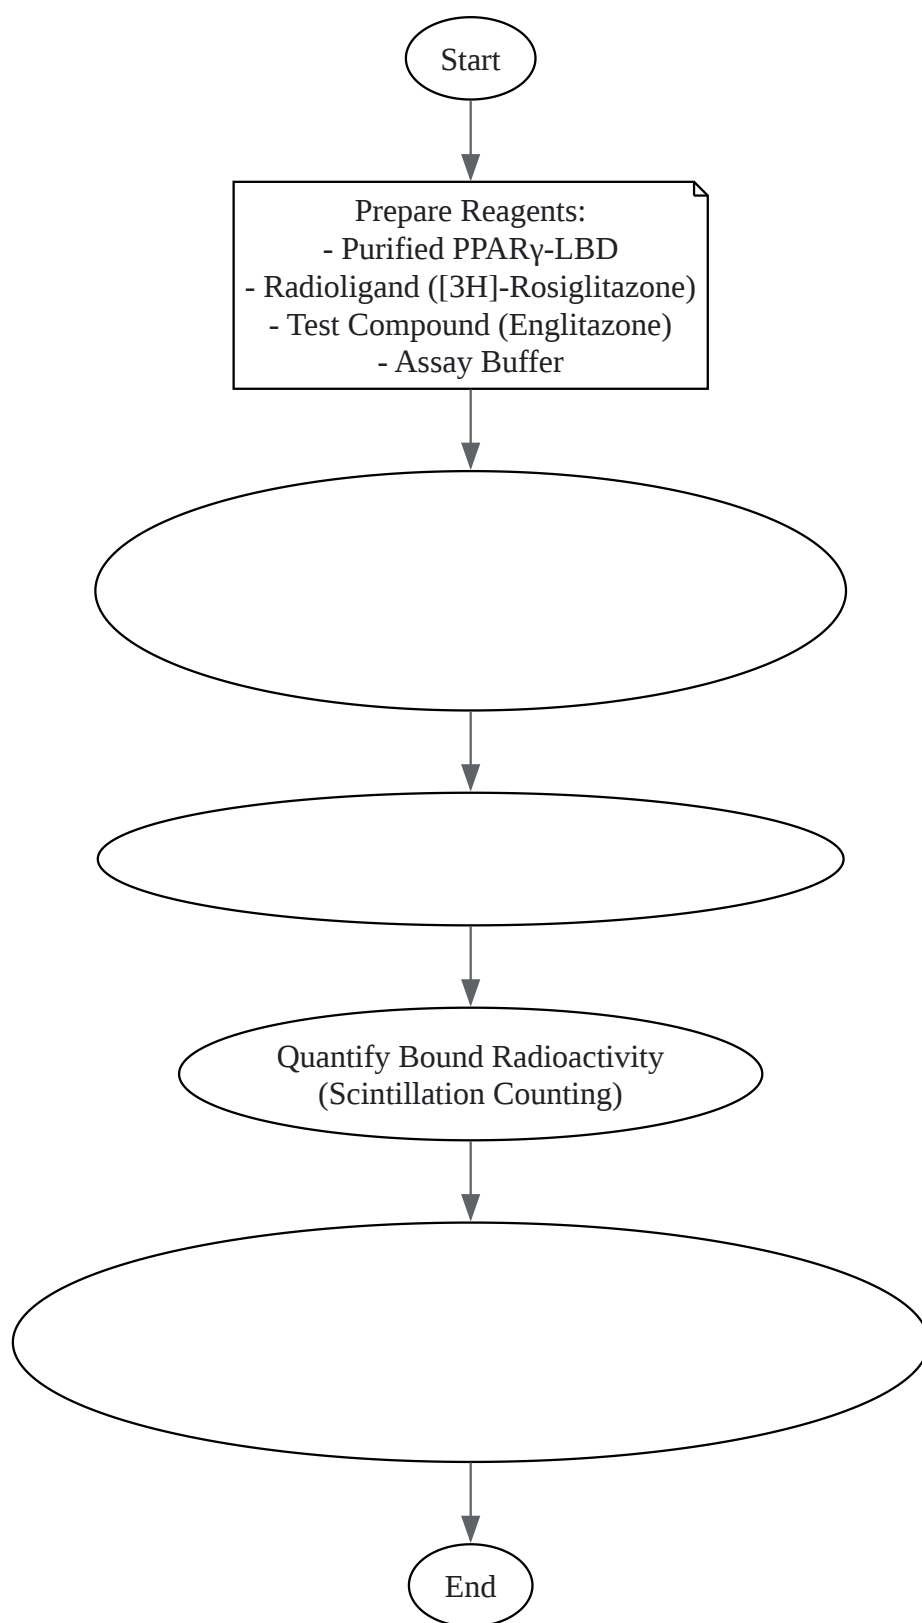 Start
Prepare Reagents:
- Purified PPARγ-LBD
- Radioligand ([3H]-Rosiglitazone)
- Test Compound (Englitazone)
- Assay Buffer
Quantify Bound Radioactivity
(Scintillation Counting)
End